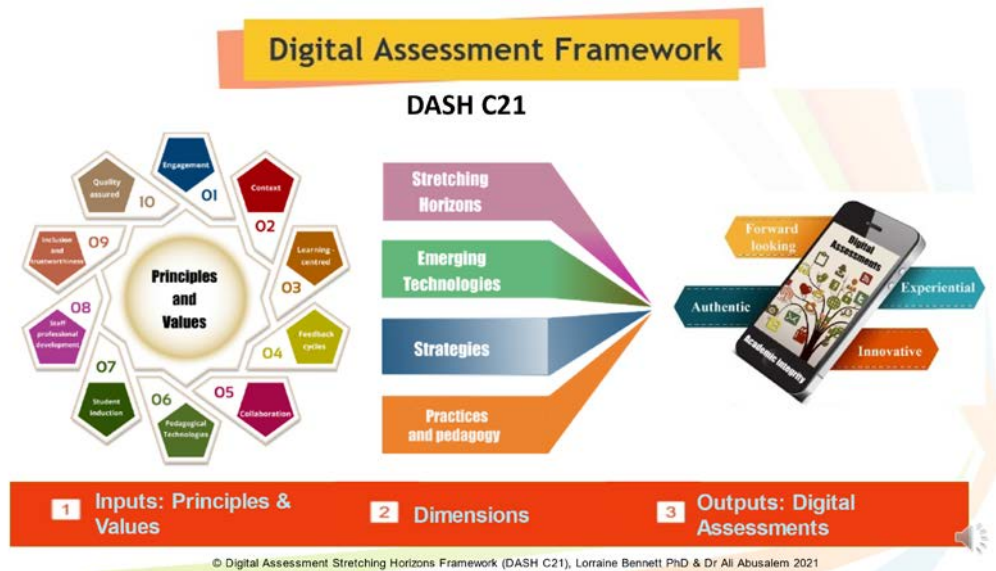 Digital Assessment Framework
DASH C21
Engagement
01
Context
02
Learning -
centred
03
Feedback
cycles
04
Collaboration
05
Pedagogical
Technologies
06
Student
induction
07
Staff
professional
development
08
Inclusion
and
trustworthiness
09
Quality
assured
10
Principles
and
Values
Stretching
Horizons
Emerging
Technologies
Strategies
Practices
and pedagogy
Forward
looking
Authentic
Digital
Assessments
Academic Integrity
Experiential
Innovative
1 Inputs: Principles &
Values
2 Dimensions
3 Outputs: Digital
Assessments
© Digital Assessment Stretching Horizons Framework (DASH C21), Lorraine Bennett PhD & Dr Ali Abusalem 2021